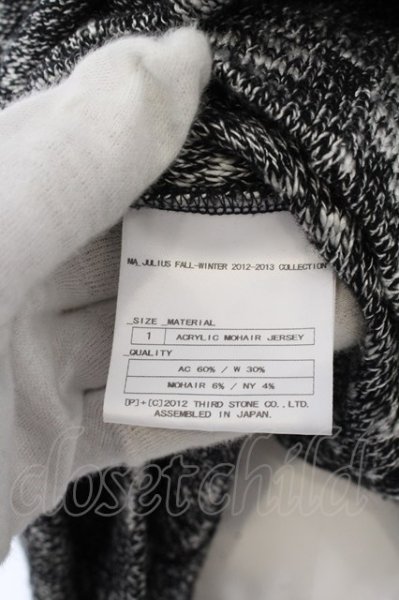 MA_JULIUS FALL-WINTER 2012-2013 COLLECTION
_SIZE _MATERIAL
1 ACRYLIC MOHAIR JERSEY
_QUALITY
AC 60% / W 30%
MOHAIR 6% / NY 4%
[P]+[C]2012 THIRD STONE CO., LTD.
ASSEMBLED IN JAPAN.
closetchild